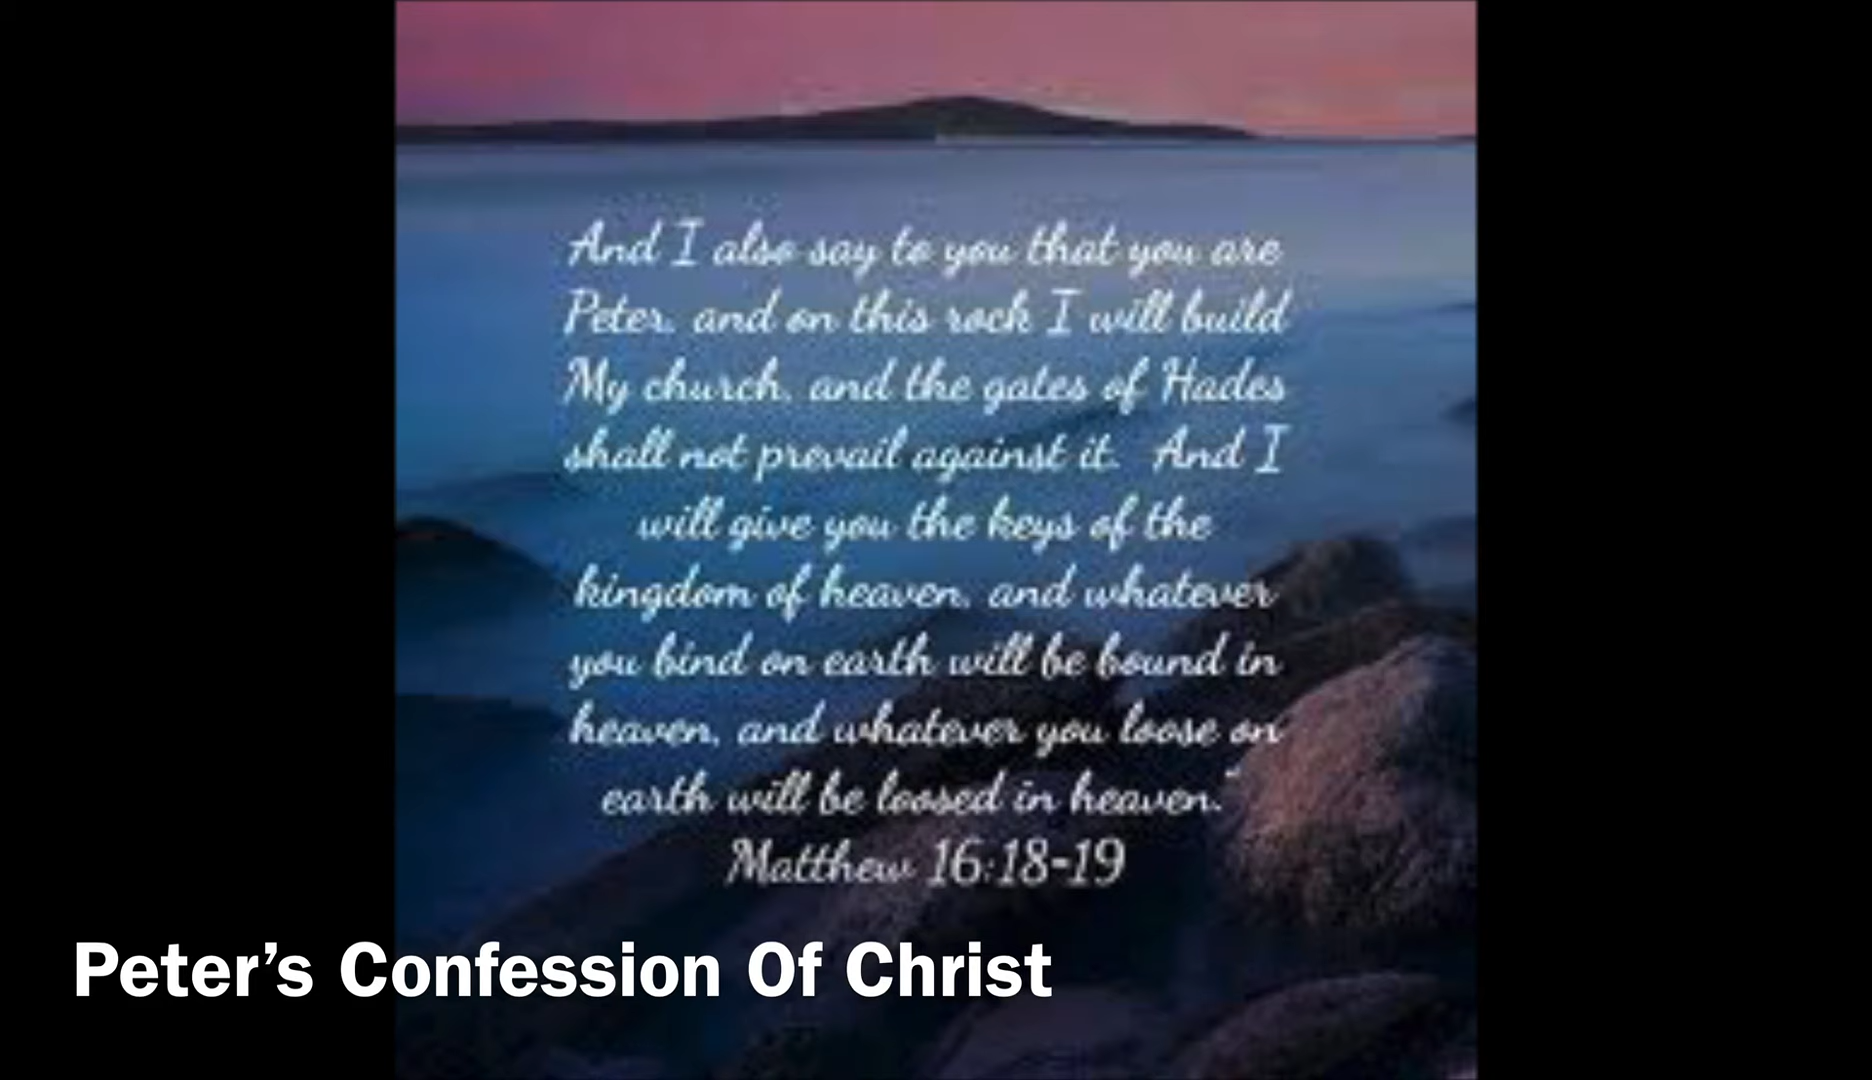 And I also say to you that you are
Peter, and on this rock I will build
My church, and the gates of Hades
shall not prevail against it. And I
will give you the keys of the
kingdom of heaven, and whatever
you bind on earth will be bound in
heaven, and whatever you loose on
earth will be loosed in heaven."
Matthew 16:18-19
Peter’s Confession Of Christ